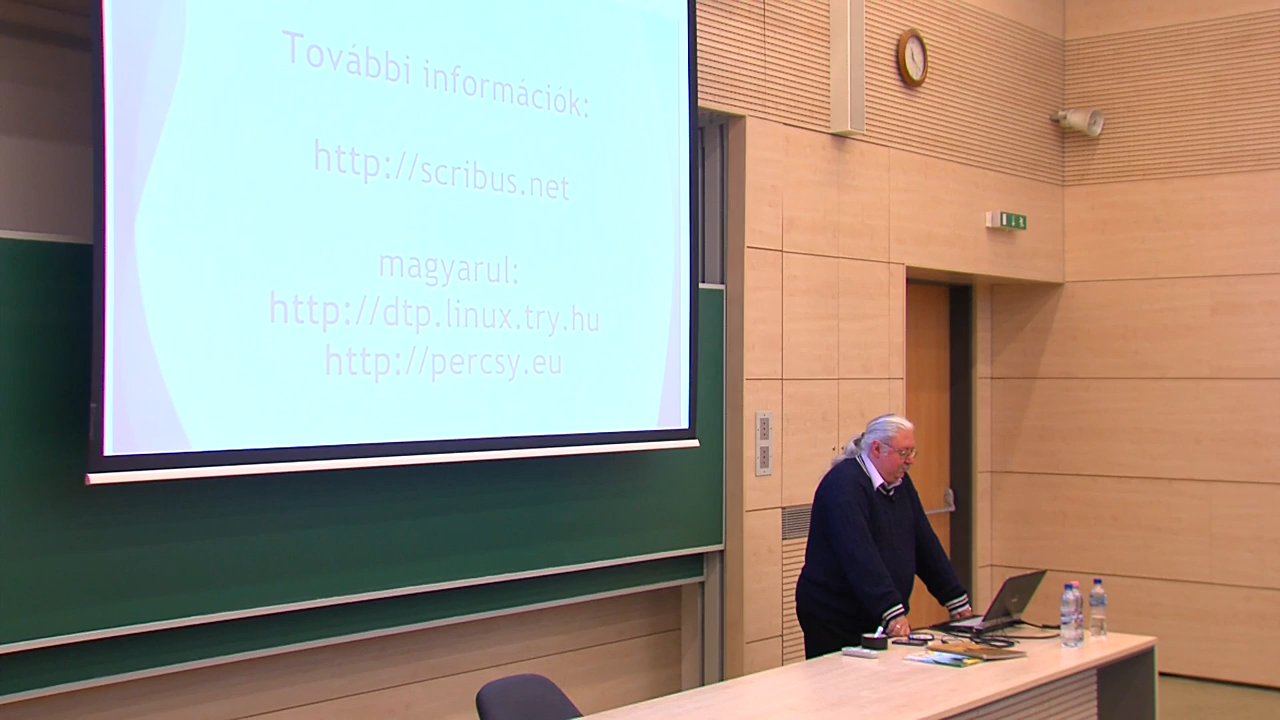 További információk:
http://scribus.net
magyarul:
http://dtp.linux.try.hu
http://percsy.eu